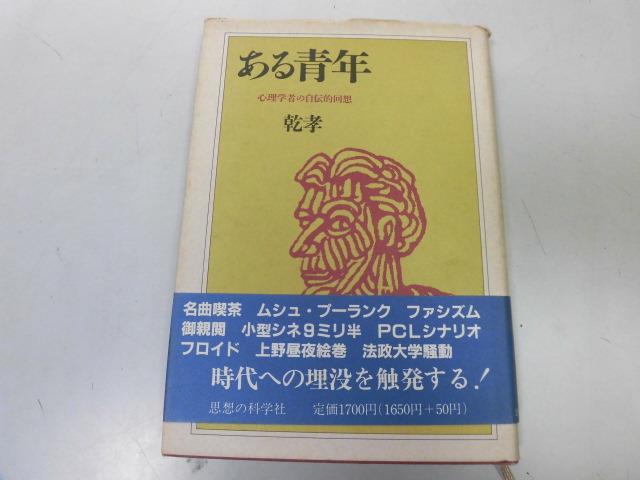 ある青年
心理学者の自伝的回想
乾孝
名曲喫茶 ムシュ・プーランク ファシズム
御親閲 小型シネ9ミリ半 PCLシナリオ
フロイド 上野昼夜絵巻 法政大学騒動
時代への埋没を触発する!
思想の科学社 定価1700円(1650円+50円)